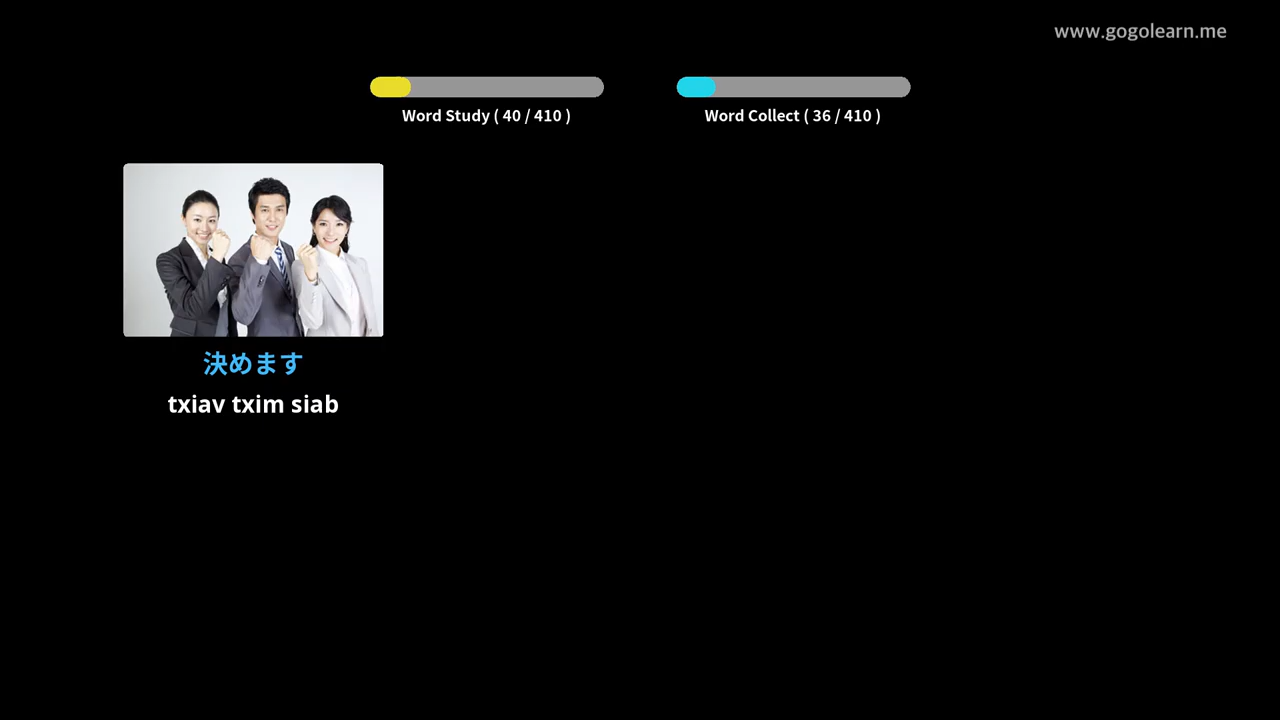 www.gogolearn.me
Word Study ( 40 / 410 )
Word Collect ( 36 / 410 )
決めます
txiav txim siab